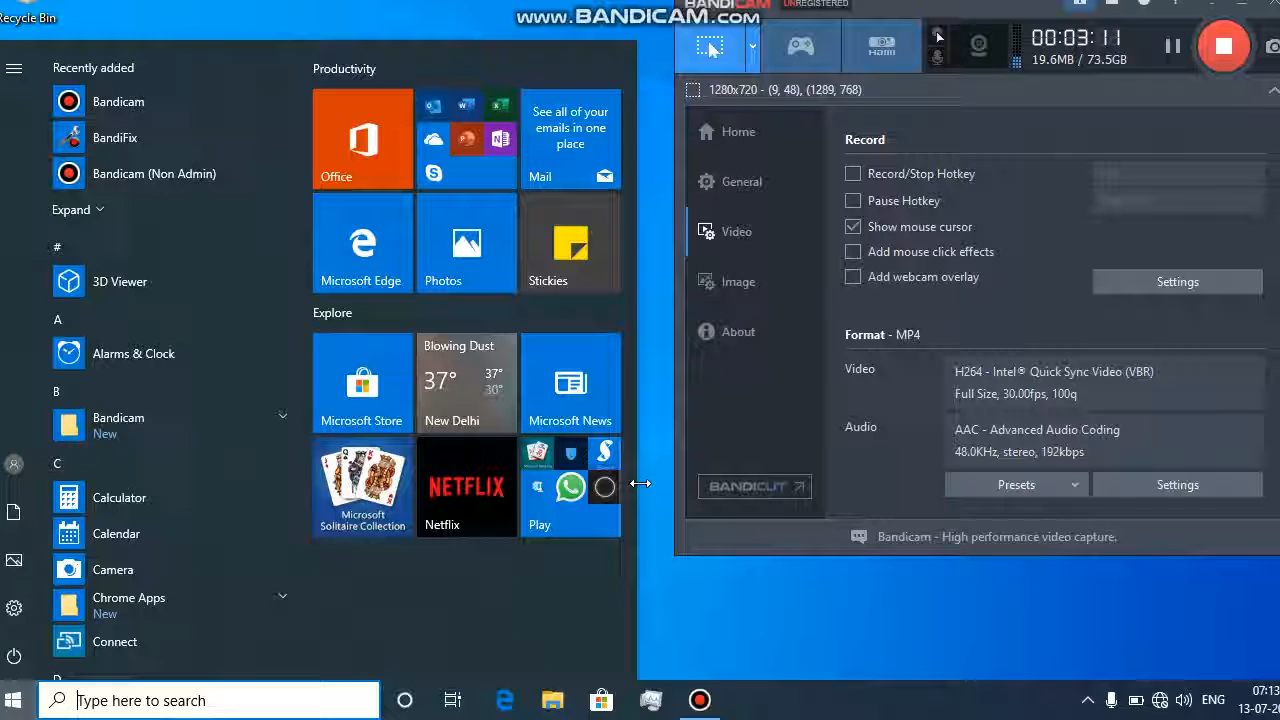 Recycle Bin
www.BANDICAM.com
BANDICAM UNREGISTERED
00:03:11
19.6MB / 73.5GB
1280x720 - (9, 48), (1289, 768)
Recently added
Bandicam
BandiFix
Bandicam (Non Admin)
Expand
#
3D Viewer
A
Alarms & Clock
B
Bandicam
New
C
Calculator
Calendar
Camera
Chrome Apps
New
Connect
Productivity
Office
See all of your
emails in one
place
Mail
Microsoft Edge
Photos
Stickies
Explore
Microsoft Store
Blowing Dust
37° 37°
30°
New Delhi
Microsoft News
Microsoft
Solitaire Collection
NETFLIX
Netflix
Play
Home
General
Video
Image
About
BANDICUT
Record
Record/Stop Hotkey
Pause Hotkey
Show mouse cursor
Add mouse click effects
Add webcam overlay
Settings
Format - MP4
Video
H264 - Intel® Quick Sync Video (VBR)
Full Size, 30.00fps, 100q
Audio
AAC - Advanced Audio Coding
48.0KHz, stereo, 192kbps
Presets
Settings
Bandicam - High performance video capture.
Type here to search
ENG
07:13
13-07-20